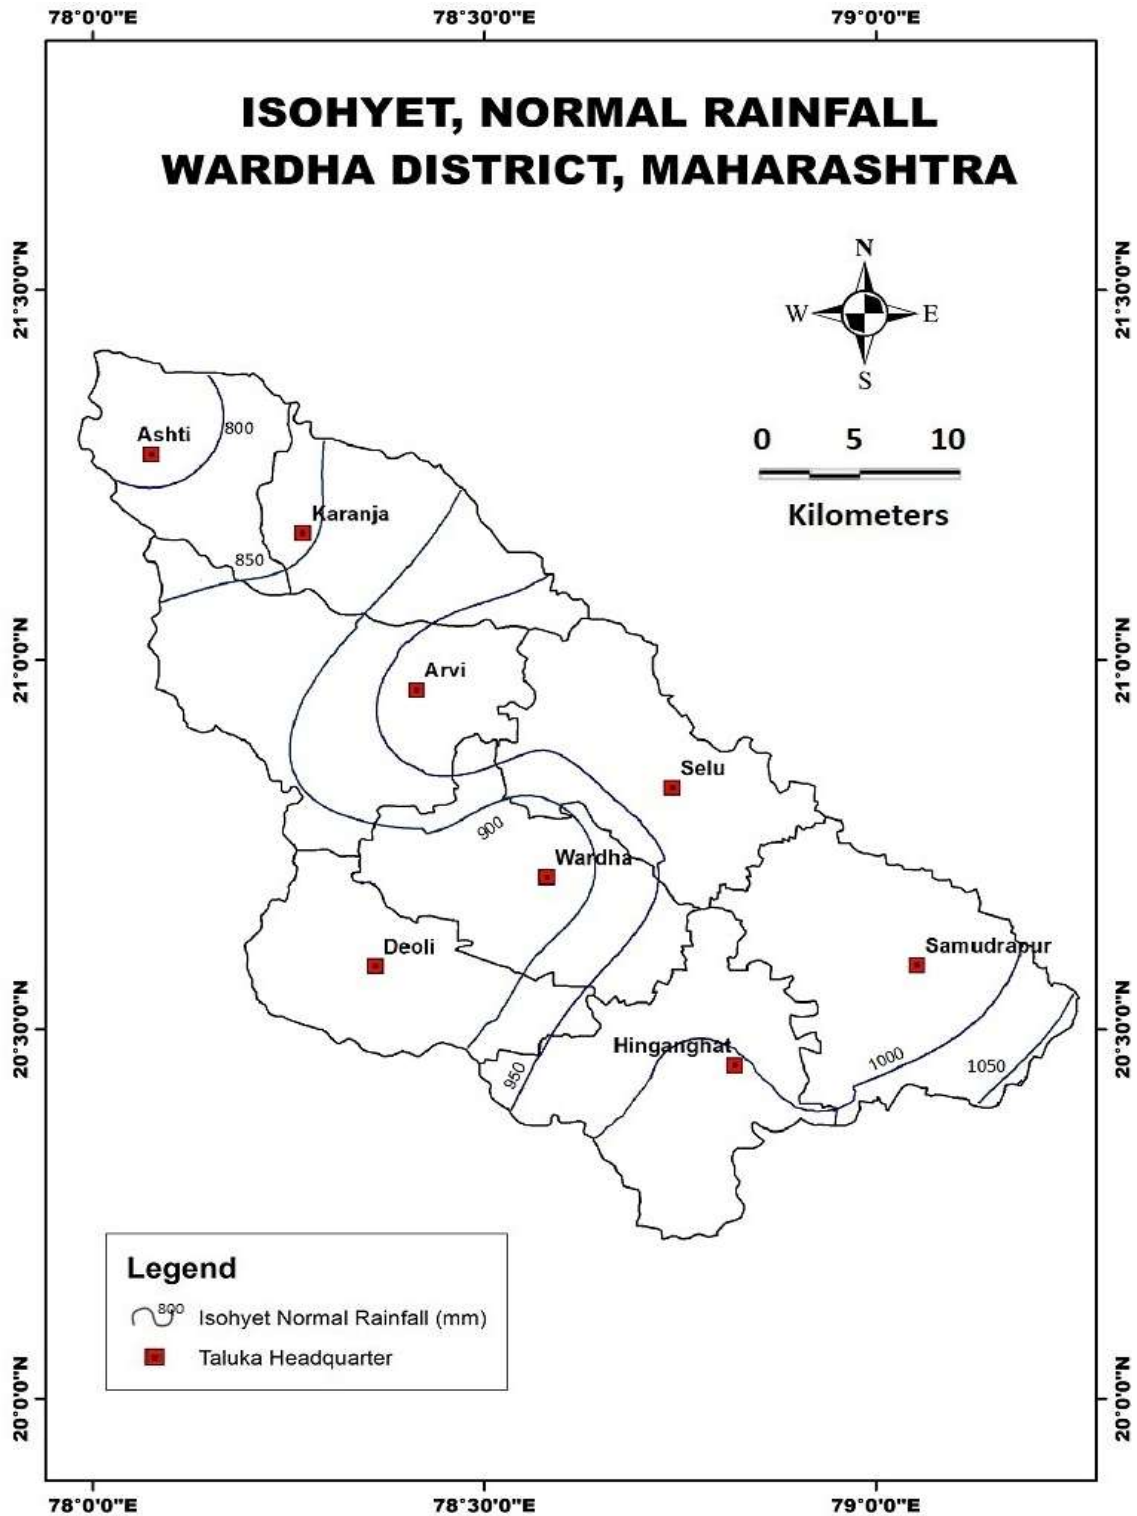 78°0'0"E 78°30'0"E 79°0'0"E
ISOHYET, NORMAL RAINFALL
WARDHA DISTRICT, MAHARASHTRA
N
W E
S
21°30'0"N 21°30'0"N
0 5 10
Kilometers
800
Ashti
Karanja
850
21°0'0"N 21°0'0"N
Arvi
Selu
900
Wardha
Deoli
Samudrapur
20°30'0"N 20°30'0"N
Hinganghat
1000
1050
950
Legend
800 Isohyet Normal Rainfall (mm)
Taluka Headquarter
20°0'0"N 20°0'0"N
78°0'0"E 78°30'0"E 79°0'0"E